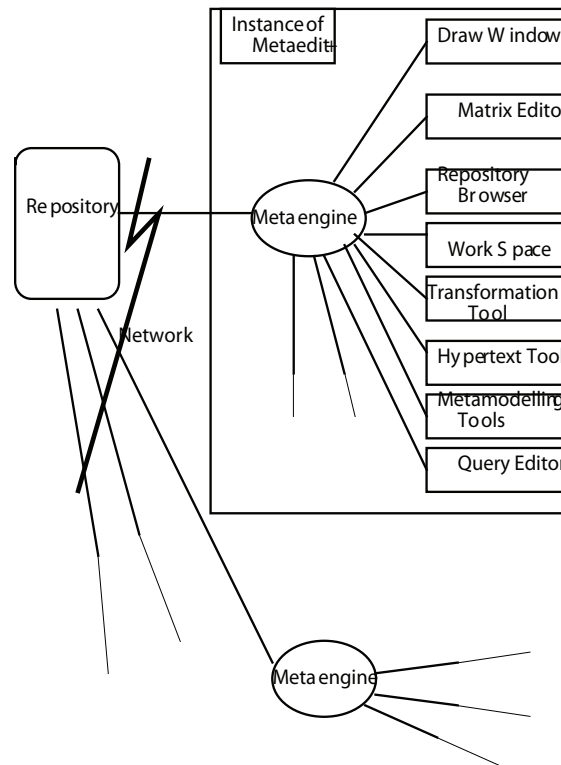 Instance of
Metaedit+
Draw Window
Matrix Edito
Repository
Browser
Repository
Meta engine
Work Space
Transformation
Tool
Network
Hypertext Tool
Metamodelling
Tools
Query Editor
Meta engine